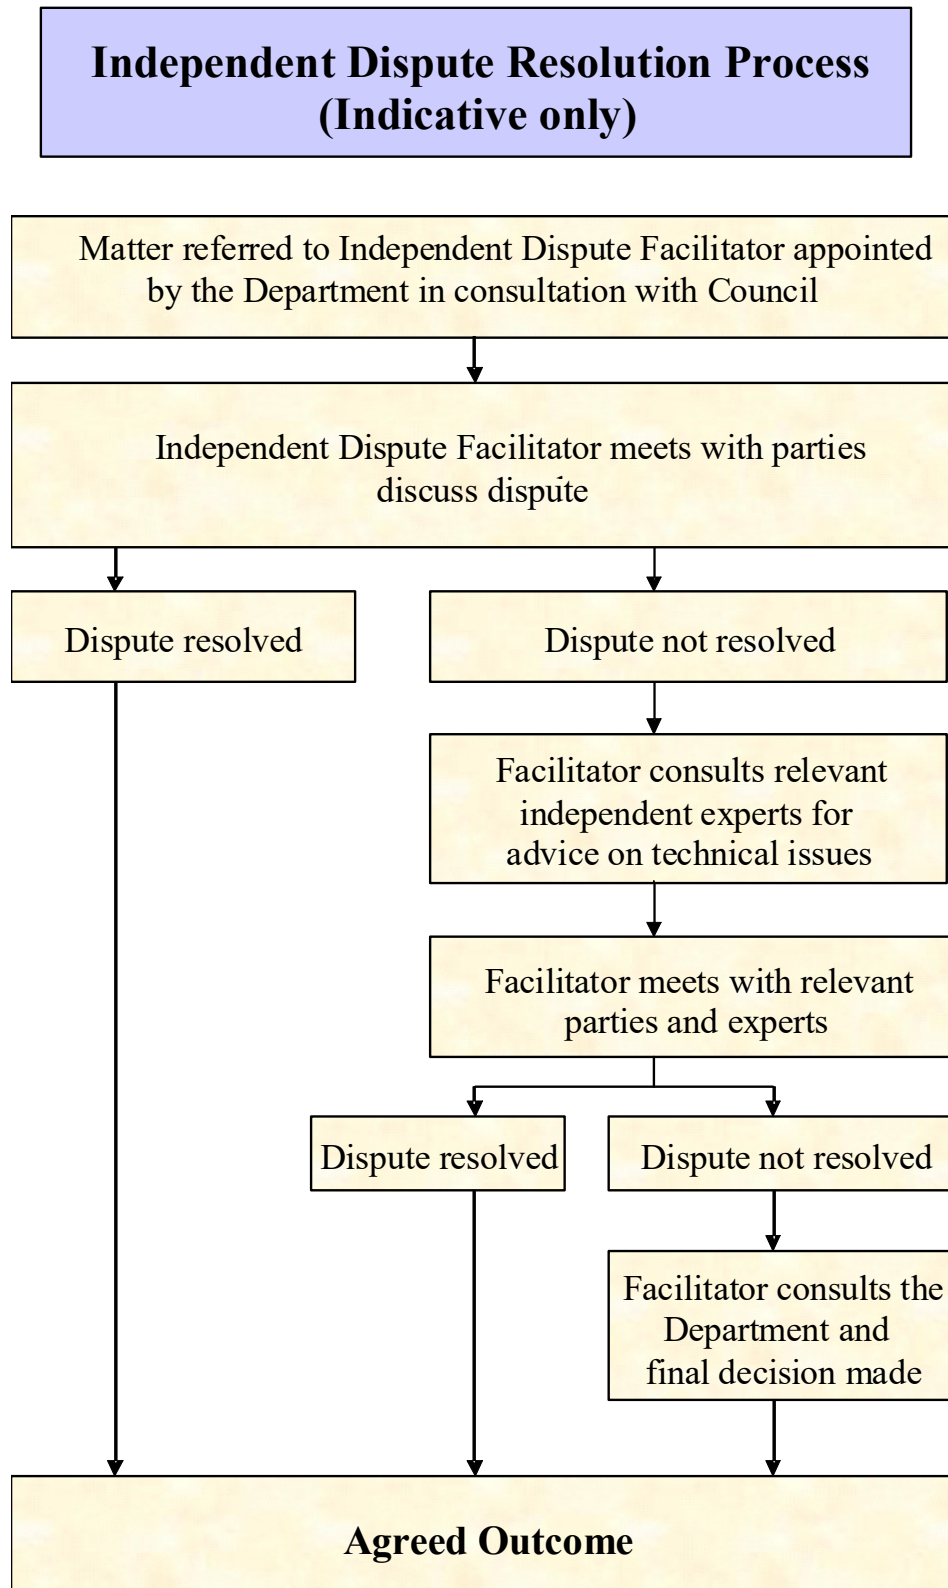 Independent Dispute Resolution Process
(Indicative only)
Matter referred to Independent Dispute Facilitator appointed
by the Department in consultation with Council
Independent Dispute Facilitator meets with parties
discuss dispute
Dispute resolved
Dispute not resolved
Facilitator consults relevant
independent experts for
advice on technical issues
Facilitator meets with relevant
parties and experts
Dispute resolved
Dispute not resolved
Facilitator consults the
Department and
final decision made
Agreed Outcome